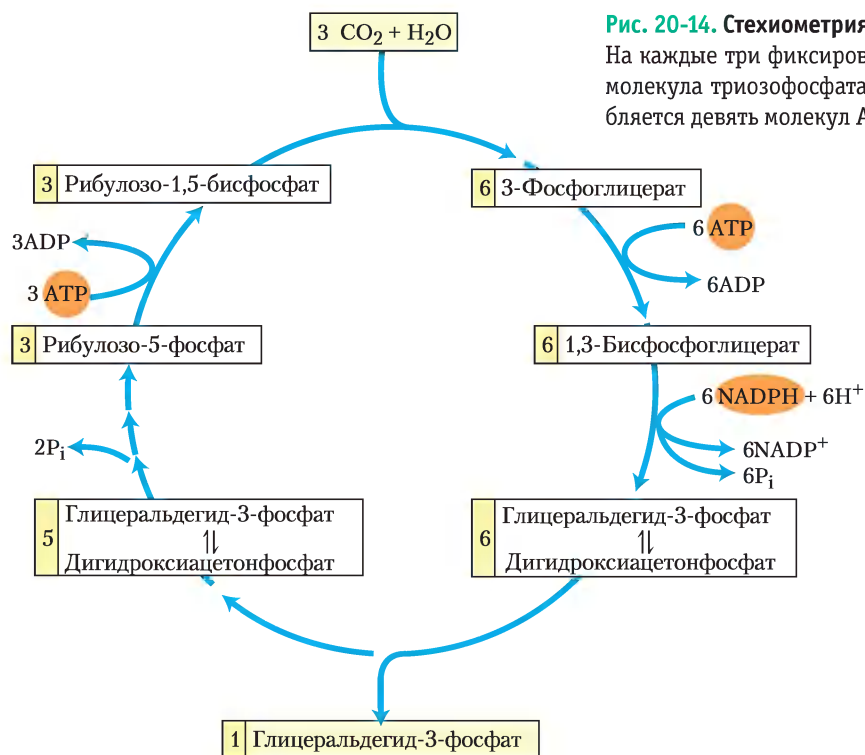 Рис. 20-14. Стехиометрия
На каждые три фиксиров
молекула триозофосфата
бляется девять молекул А
3 CO₂ + H₂O
3 Рибулозо-1,5-бисфосфат
6 3-Фосфоглицерат
3ADP
3 ATP
6 ATP
6ADP
3 Рибулозо-5-фосфат
6 1,3-Бисфосфоглицерат
6 NADPH + 6H⁺
6NADP⁺
6Pᵢ
2Pᵢ
5 Глицеральдегид-3-фосфат
⥮
Дигидроксиацетонфосфат
6 Глицеральдегид-3-фосфат
⥮
Дигидроксиацетонфосфат
1 Глицеральдегид-3-фосфат